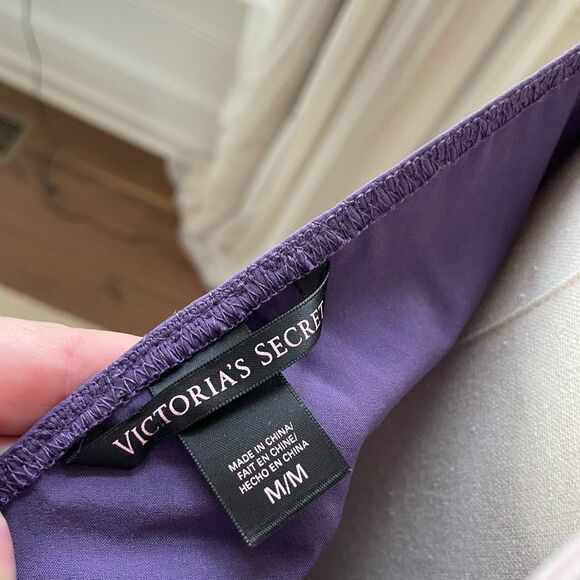 VICTORIA'S SECRET
MADE IN CHINA/
FAIT EN CHINE/
HECHO EN CHINA
M/M